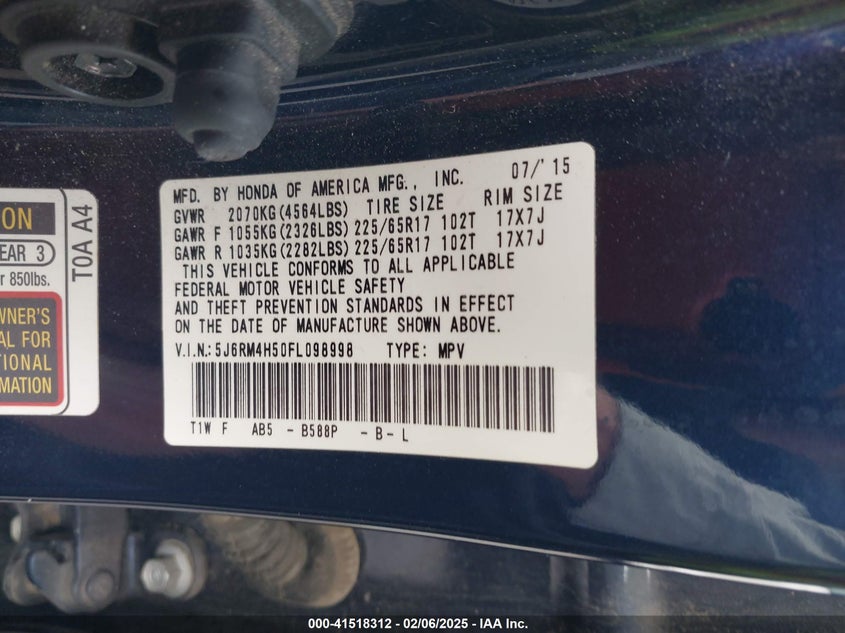 MFD. BY HONDA OF AMERICA MFG., INC. 07/'15
GVWR 2070KG(4564LBS) TIRE SIZE RIM SIZE
GAWR F 1055KG(2326LBS) 225/65R17 102T 17X7J
GAWR R 1035KG(2282LBS) 225/65R17 102T 17X7J
THIS VEHICLE CONFORMS TO ALL APPLICABLE
FEDERAL MOTOR VEHICLE SAFETY
AND THEFT PREVENTION STANDARDS IN EFFECT
ON THE DATE OF MANUFACTURE SHOWN ABOVE.
V.I.N.: 5J6RM4H50FL098998 TYPE: MPV
T1W F AB5 - B588P - B - L
ION
EAR 3
r 850lbs.
WNER'S
AL FOR
TIONAL
MATION
T0A A4
000-41518312 - 02/06/2025 - IAA Inc.